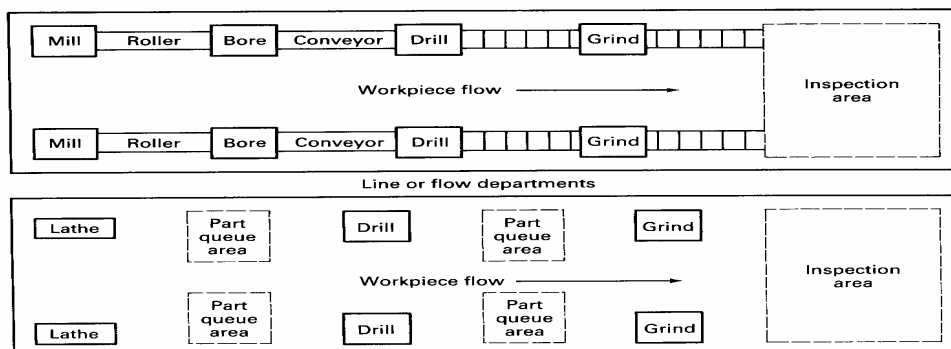 Mill Roller Bore Conveyor Drill Grind
Workpiece flow
Inspection
area
Mill Roller Bore Conveyor Drill Grind
Line or flow departments
Lathe
Part
queue
area
Drill
Part
queue
area
Grind
Workpiece flow
Inspection
area
Lathe
Part
queue
area
Drill
Part
queue
area
Grind